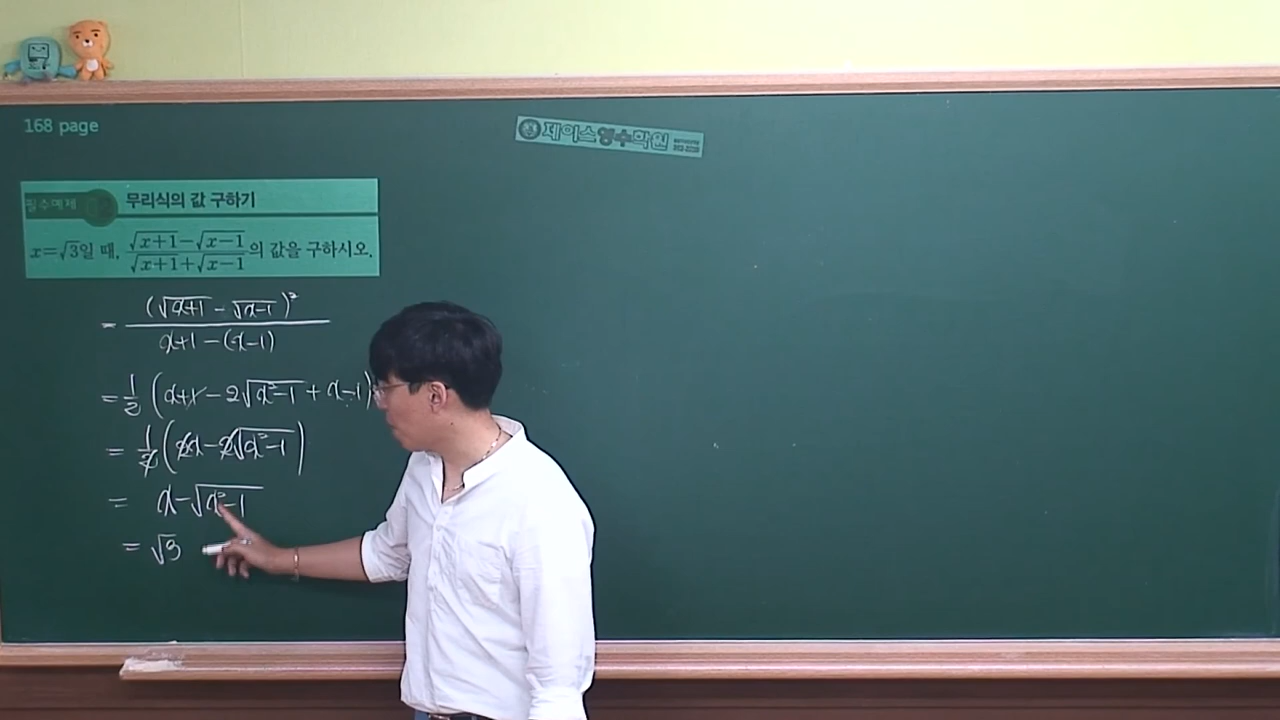 168 page
제이스영수학원
필수예제 02 무리식의 값 구하기
x=√3일 때, (√(x+1)−√(x−1))/(√(x+1)+√(x−1))의 값을 구하시오.
= (√(x+1) - √(x-1))² / (x+1-(x-1))
= 1/2 (x+1 - 2√(x²-1) + x-1)
= 1/2 (2x - 2√(x²-1))
= x - √(x²-1)
= √3